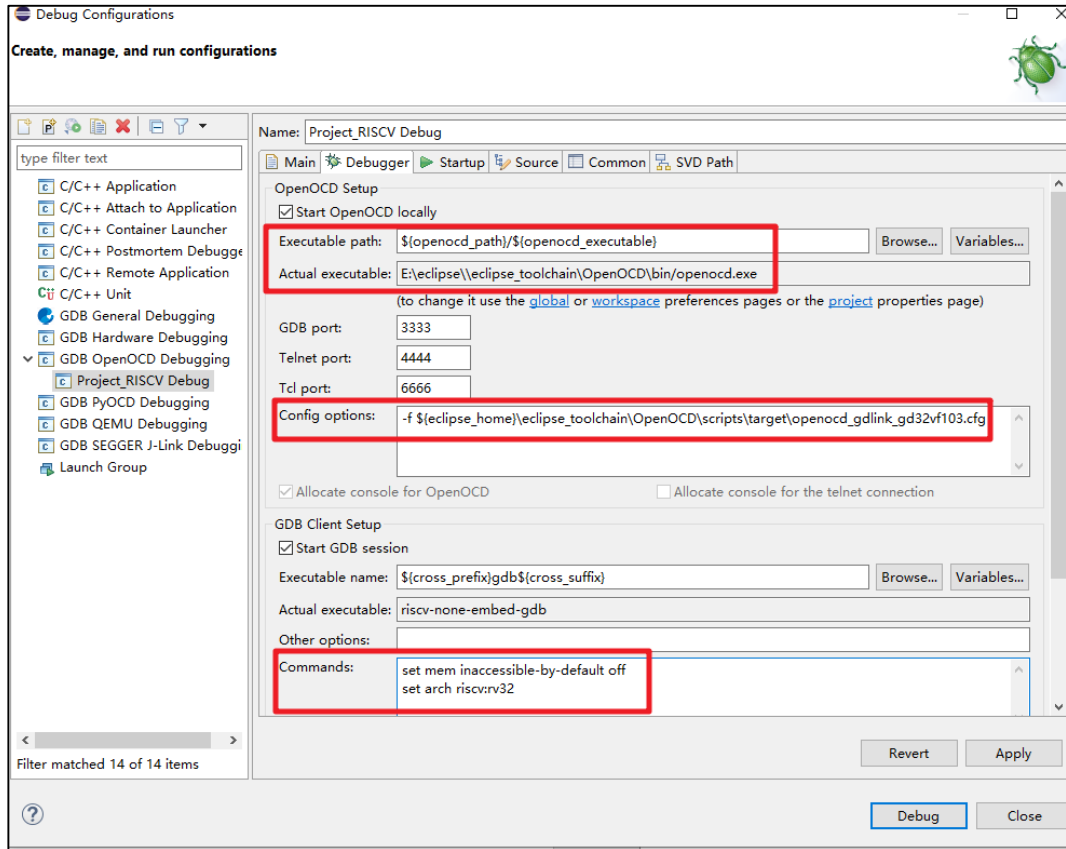 Debug Configurations
Create, manage, and run configurations
type filter text
C/C++ Application
C/C++ Attach to Application
C/C++ Container Launcher
C/C++ Postmortem Debugge
C/C++ Remote Application
C/C++ Unit
GDB General Debugging
GDB Hardware Debugging
GDB OpenOCD Debugging
Project_RISCV Debug
GDB PyOCD Debugging
GDB QEMU Debugging
GDB SEGGER J-Link Debuggi
Launch Group
Filter matched 14 of 14 items
Name: Project_RISCV Debug
Main Debugger Startup Source Common SVD Path
OpenOCD Setup
Start OpenOCD locally
Executable path: ${openocd_path}/${openocd_executable} Browse... Variables...
Actual executable: E:\eclipse\\eclipse_toolchain\OpenOCD\bin/openocd.exe
(to change it use the global or workspace preferences pages or the project properties page)
GDB port: 3333
Telnet port: 4444
Tcl port: 6666
Config options: -f ${eclipse_home}\eclipse_toolchain\OpenOCD\scripts\target\openocd_gdlink_gd32vf103.cfg
Allocate console for OpenOCD Allocate console for the telnet connection
GDB Client Setup
Start GDB session
Executable name: ${cross_prefix}gdb${cross_suffix} Browse... Variables...
Actual executable: riscv-none-embed-gdb
Other options:
Commands: set mem inaccessible-by-default off
set arch riscv:rv32
Revert Apply
Debug Close